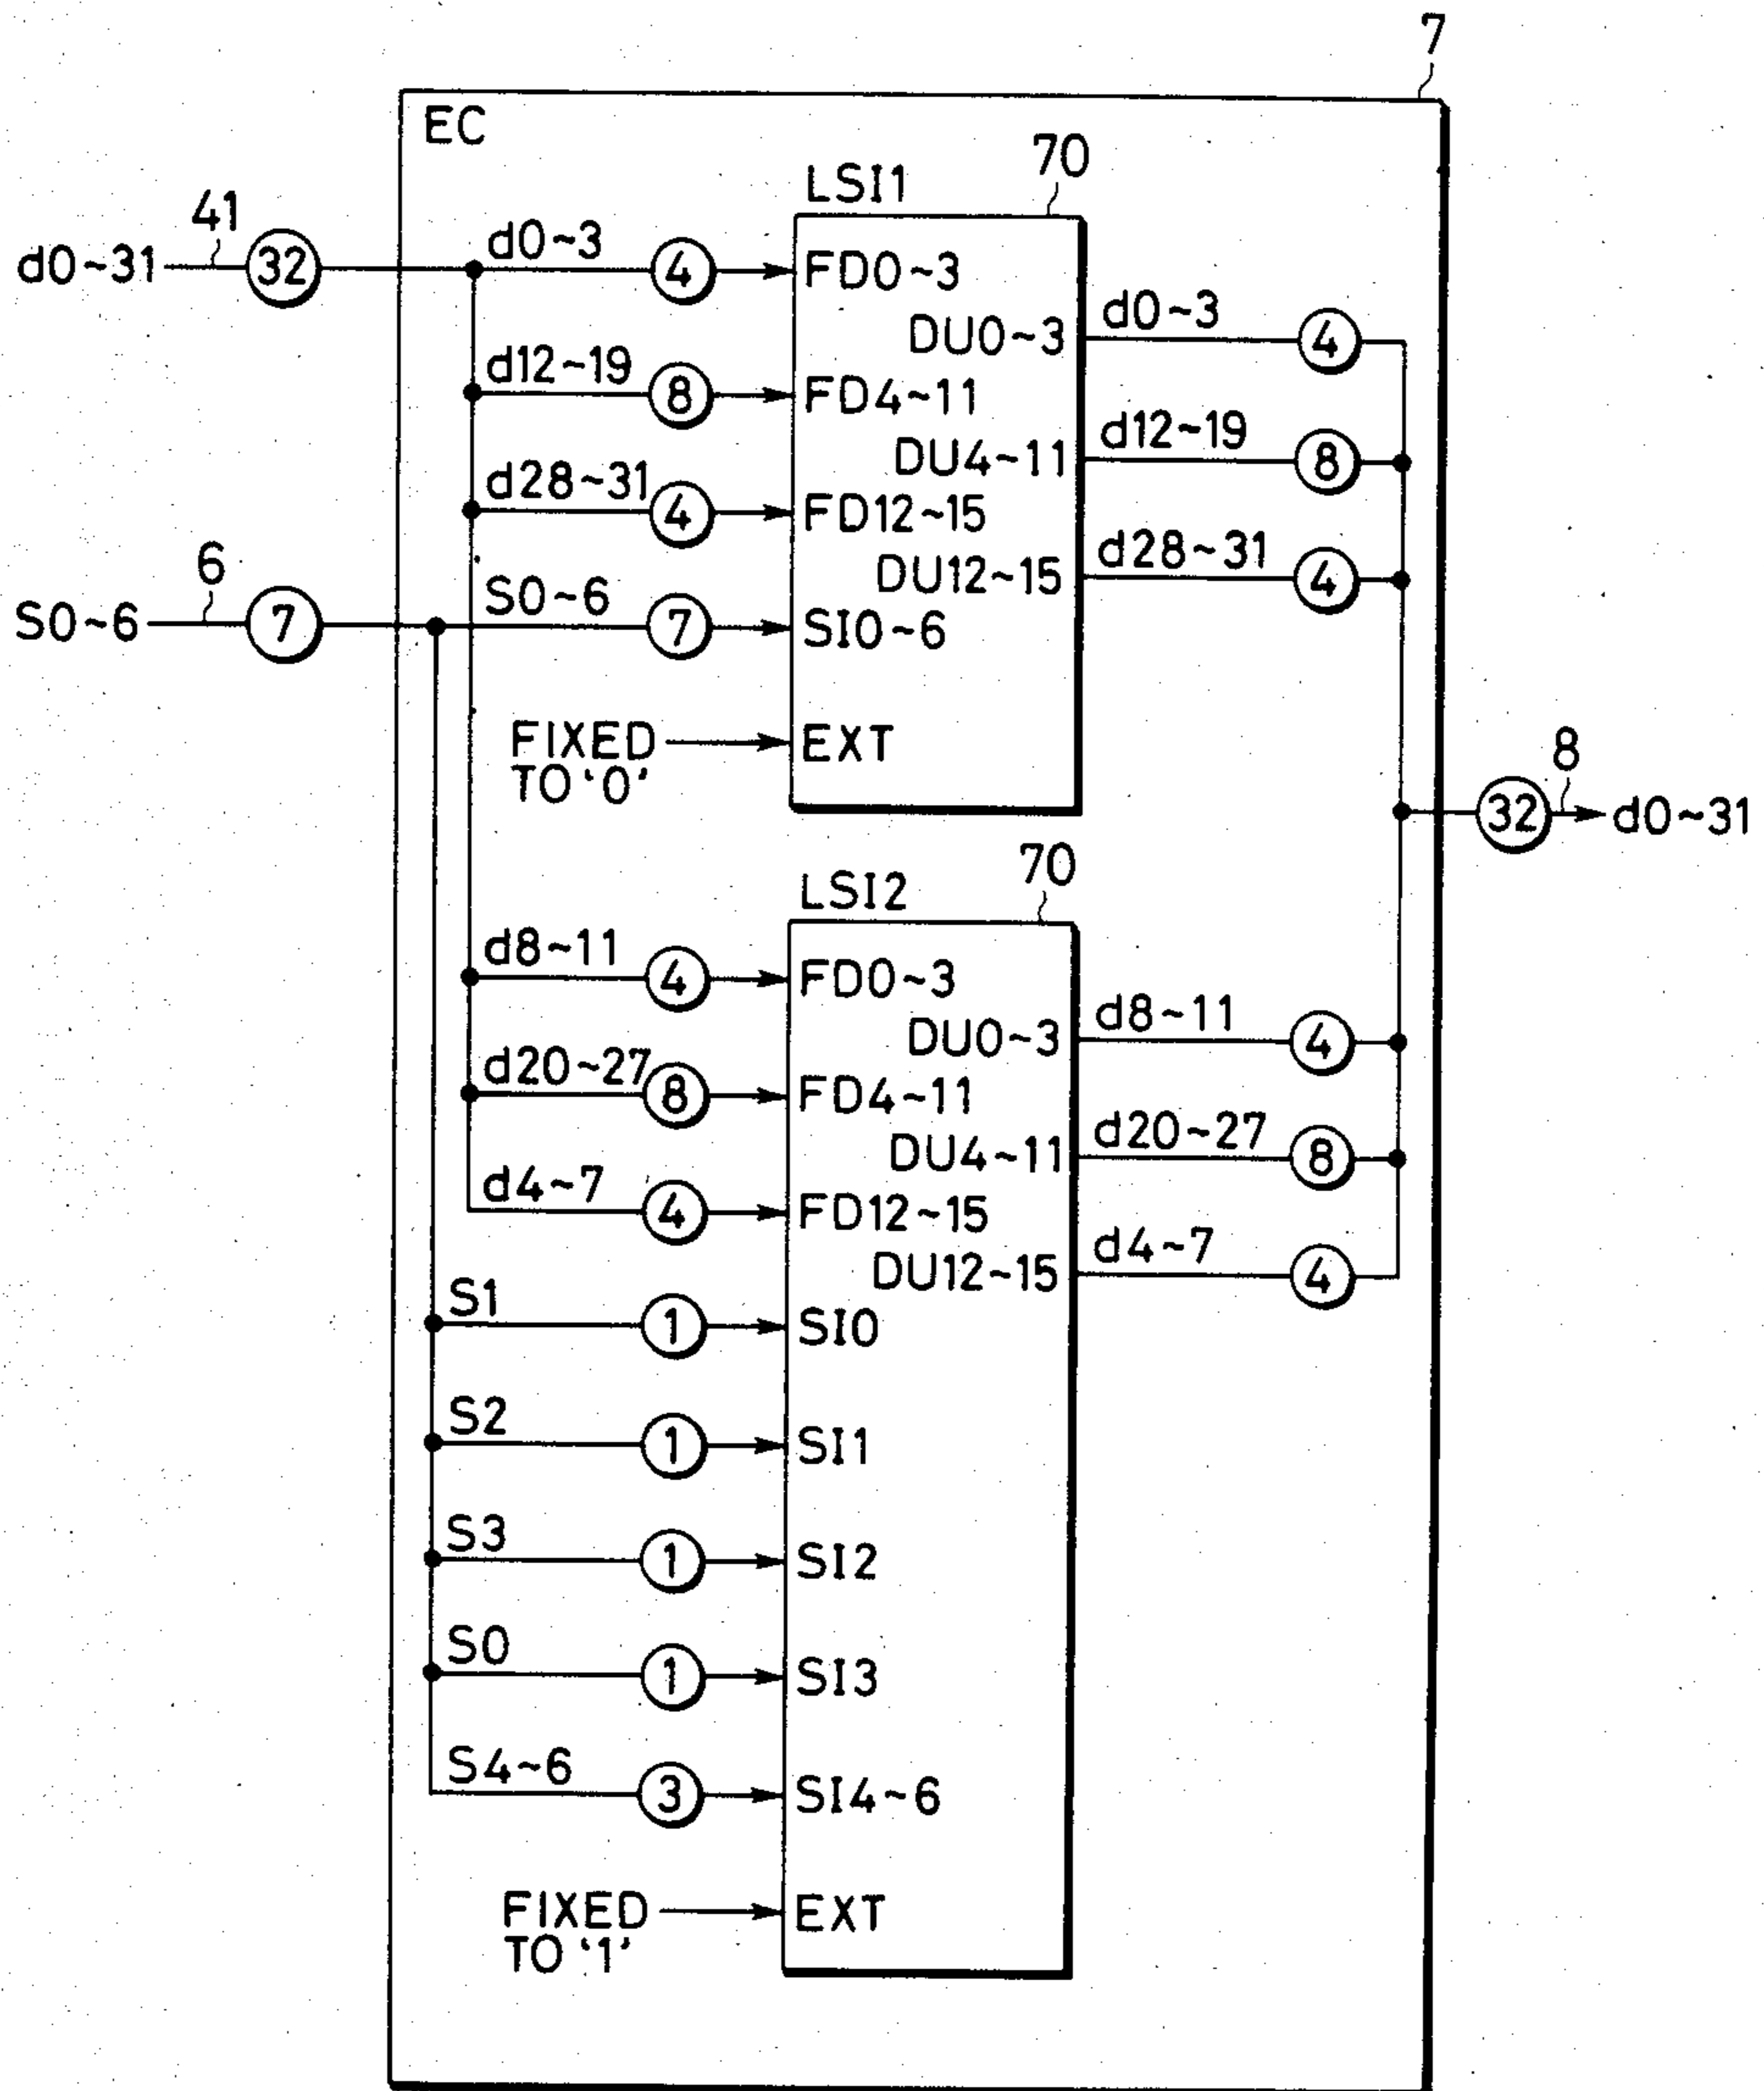 7
EC
70
LSI1
41
d0~31
32
d0~3
4
FD0~3
DU0~3
d0~3
4
d12~19
8
FD4~11
DU4~11
d12~19
8
d28~31
4
FD12~15
DU12~15
d28~31
4
6
S0~6
7
S0~6
7
SI0~6
FIXED
TO '0'
EXT
8
32
d0~31
70
LSI2
d8~11
4
FD0~3
DU0~3
d8~11
4
d20~27
8
FD4~11
DU4~11
d20~27
8
d4~7
4
FD12~15
DU12~15
d4~7
4
S1
1
SI0
S2
1
SI1
S3
1
SI2
S0
1
SI3
S4~6
3
SI4~6
FIXED
TO '1'
EXT